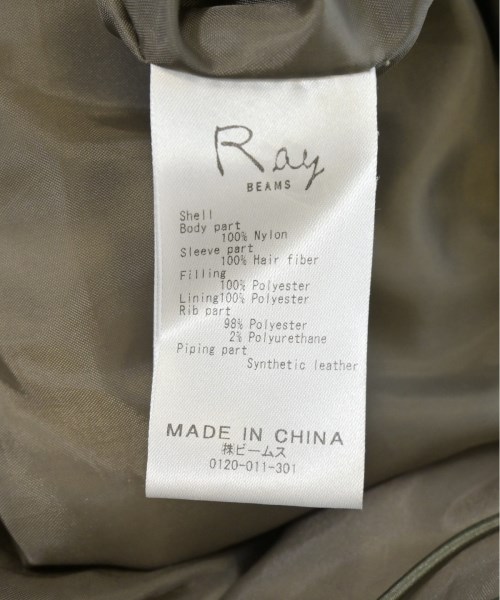 Ray
BEAMS
Shell
Body part
100% Nylon
Sleeve part
100% Hair fiber
Filling
100% Polyester
Lining100% Polyester
Rib part
98% Polyester
2% Polyurethane
Piping part
Synthetic leather
MADE IN CHINA
㈱ビームス
0120-011-301